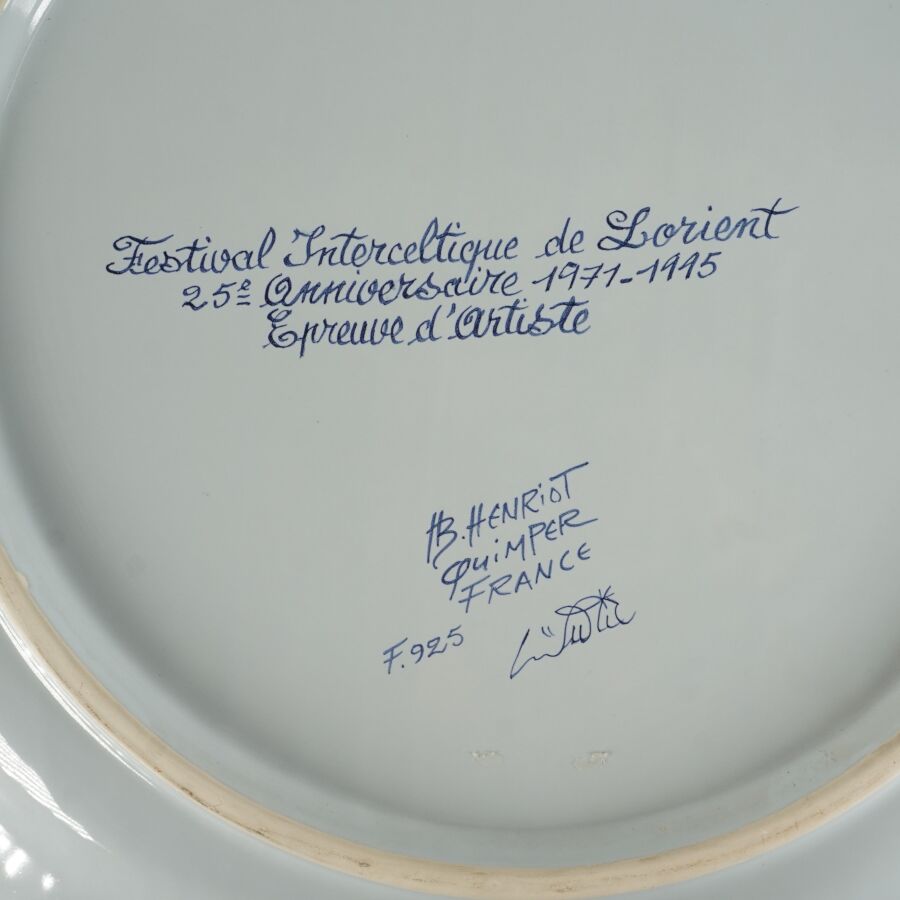 Festival Interceltique de Lorient
25e Anniversaire 1971-1995
Epreuve d'Artiste
HB.HENRIOT
QUIMPER
FRANCE
F.925